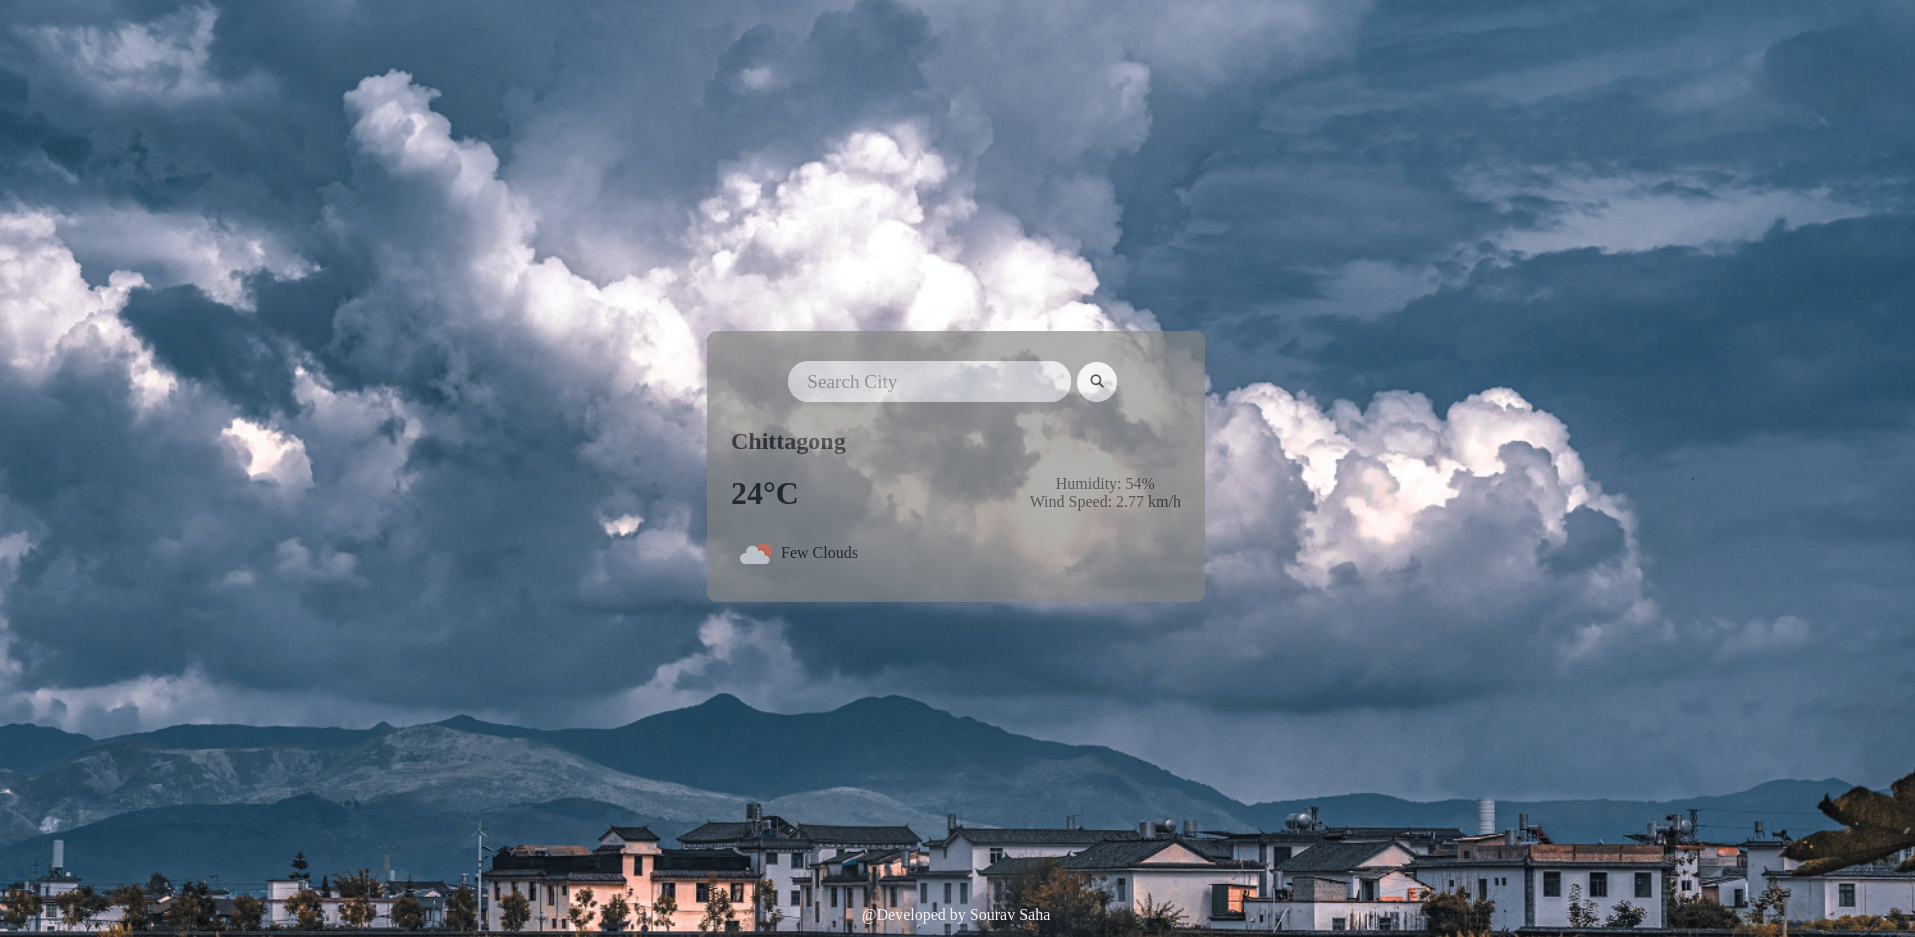 Search City
Chittagong
24°C
Humidity: 54%
Wind Speed: 2.77 km/h
Few Clouds
@Developed by Sourav Saha